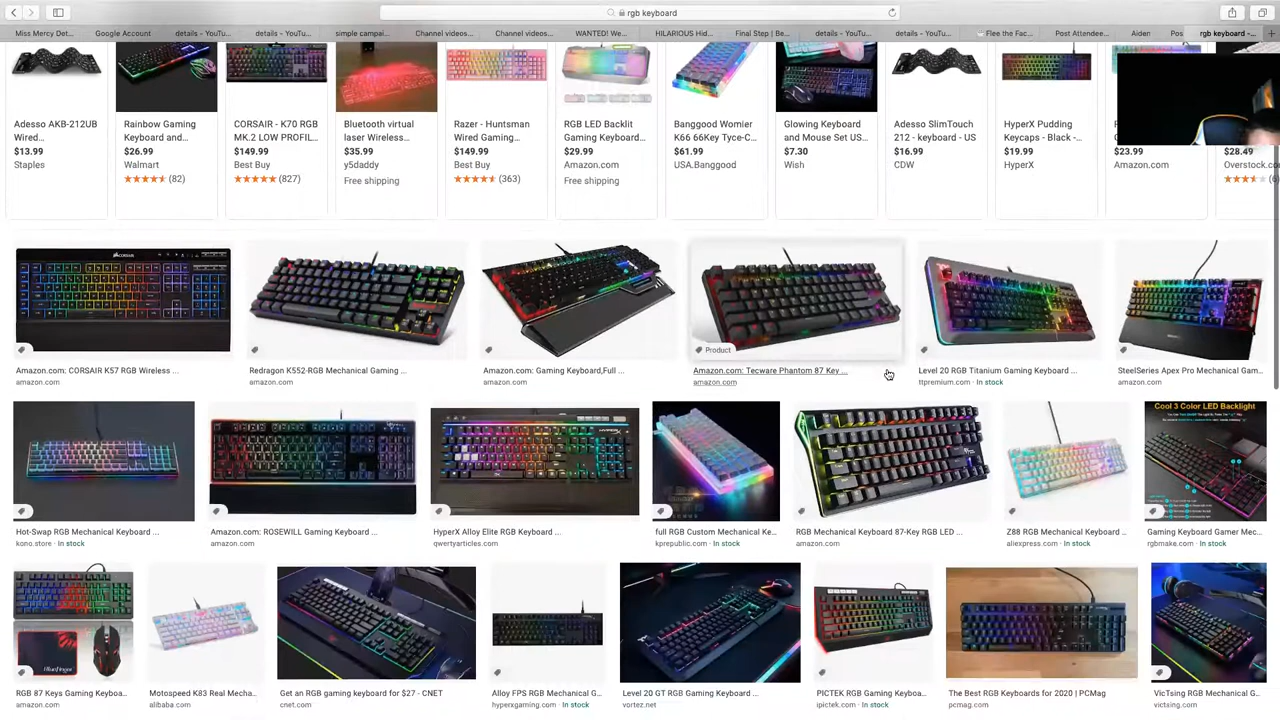 rgb keyboard
Miss Mercy Det...
Google Account
details - YouTu...
details - YouTu...
simple campai...
Channel videos...
Channel videos...
WANTED! We...
HILARIOUS Hid...
Final Step | Be...
details - YouTu...
details - YouTu...
Flee the Fac...
Post Attendee...
Aiden
Pos
rgb keyboard -...
Adesso AKB-212UB
Wired...
$13.99
Staples
Rainbow Gaming
Keyboard and...
$26.99
Walmart
(82)
CORSAIR - K70 RGB
MK.2 LOW PROFIL...
$149.99
Best Buy
(827)
Bluetooth virtual
laser Wireless...
$35.99
y5daddy
Free shipping
Razer - Huntsman
Wired Gaming...
$149.99
Best Buy
(363)
RGB LED Backlit
Gaming Keyboard...
$29.99
Amazon.com
Free shipping
Banggood Womier
K66 66Key Tyce-C...
$61.99
USA.Banggood
Glowing Keyboard
and Mouse Set US...
$7.30
Wish
Adesso SlimTouch
212 - keyboard - US
$16.99
CDW
HyperX Pudding
Keycaps - Black -...
$19.99
HyperX
$23.99
Amazon.com
$28.49
Overstock.co
Product
Amazon.com: CORSAIR K57 RGB Wireless ...
amazon.com
Redragon K552-RGB Mechanical Gaming ...
amazon.com
Amazon.com: Gaming Keyboard,Full ...
amazon.com
Amazon.com: Tecware Phantom 87 Key ...
amazon.com
Level 20 RGB Titanium Gaming Keyboard ...
ttpremium.com · In stock
SteelSeries Apex Pro Mechanical Gam...
amazon.com
Cool 3 Color LED Backlight
Hot-Swap RGB Mechanical Keyboard ...
kono.store · In stock
Amazon.com: ROSEWILL Gaming Keyboard ...
amazon.com
HyperX Alloy Elite RGB Keyboard ...
qwertyarticles.com
full RGB Custom Mechanical Ke...
kprepublic.com · In stock
RGB Mechanical Keyboard 87-Key RGB LED ...
amazon.com
Z88 RGB Mechanical Keyboard ...
aliexpress.com · In stock
Gaming Keyboard Gamer Mec...
rgbmake.com · In stock
RGB 87 Keys Gaming Keyboa...
amazon.com
Motospeed K83 Real Mecha...
alibaba.com
Get an RGB gaming keyboard for $27 - CNET
cnet.com
Alloy FPS RGB Mechanical G...
hyperxgaming.com · In stock
Level 20 GT RGB Gaming Keyboard ...
vortez.net
PICTEK RGB Gaming Keyboa...
ipictek.com · In stock
The Best RGB Keyboards for 2020 | PCMag
pcmag.com
VicTsing RGB Mechanical G...
victsing.com